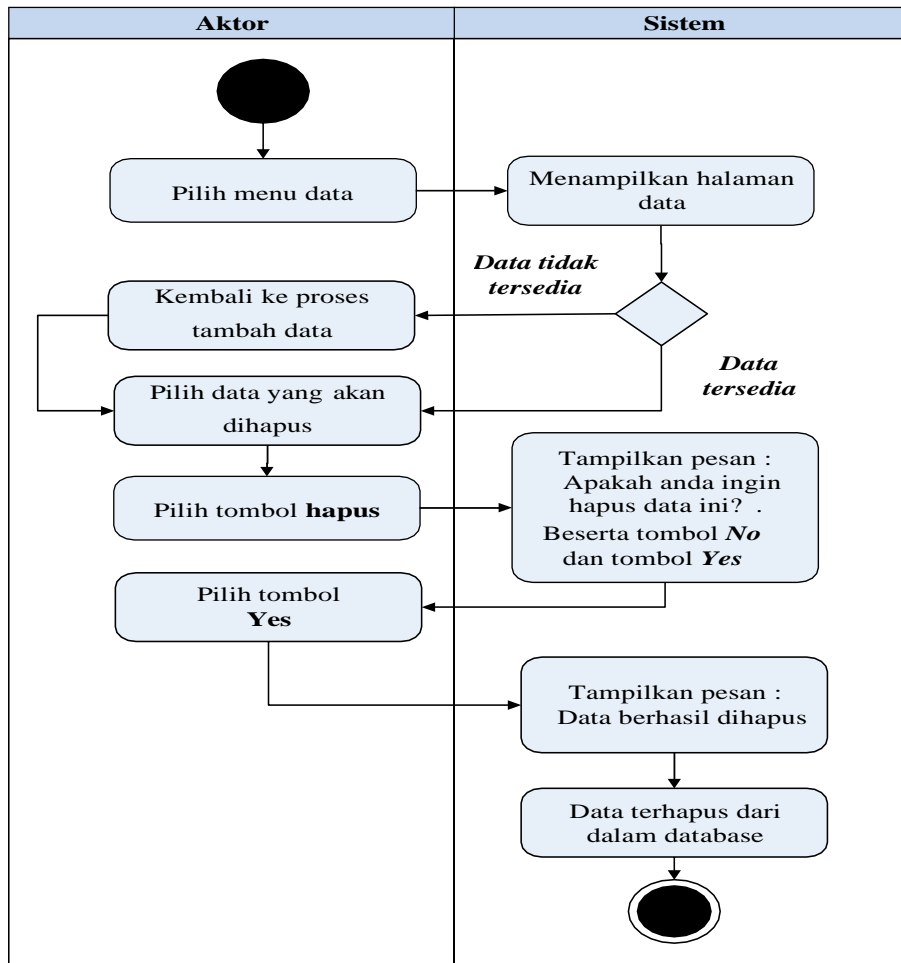 Aktor
Sistem
Pilih menu data
Menampilkan halaman
data
Data tidak
tersedia
Kembali ke proses
tambah data
Data
tersedia
Pilih data yang akan
dihapus
Pilih tombol hapus
Tampilkan pesan :
Apakah anda ingin
hapus data ini? .
Beserta tombol No
dan tombol Yes
Pilih tombol
Yes
Tampilkan pesan :
Data berhasil dihapus
Data terhapus dari
dalam database